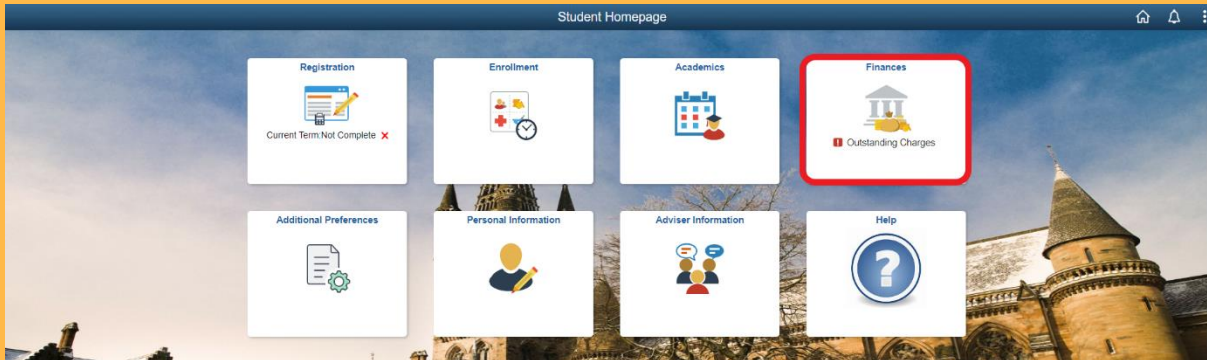 Student Homepage
Registration
Current Term:Not Complete
Enrollment
Academics
Finances
Outstanding Charges
Additional Preferences
Personal Information
Adviser Information
Help
?